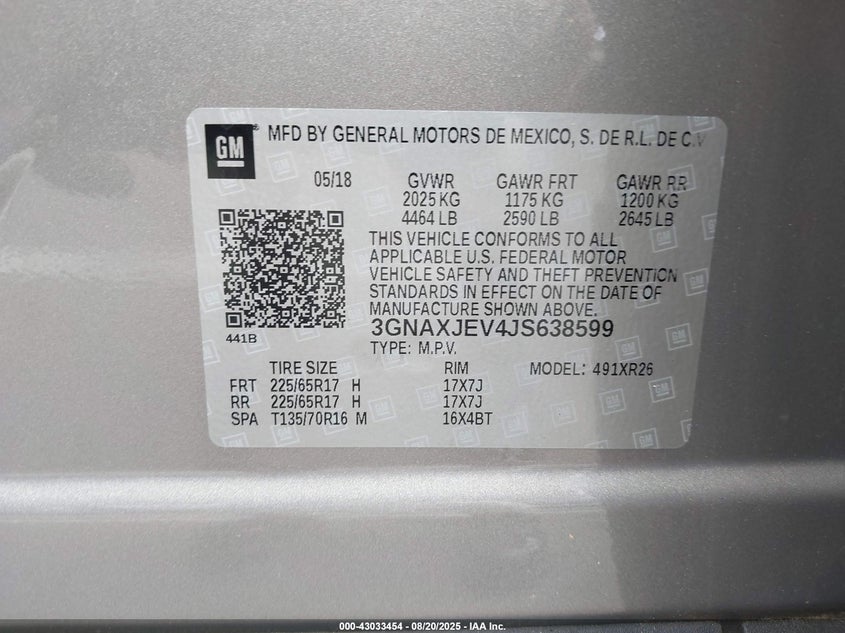 GM ® MFD BY GENERAL MOTORS DE MEXICO, S. DE R.L. DE C.V
05/18 GVWR GAWR FRT GAWR RR
2025 KG 1175 KG 1200 KG
4464 LB 2590 LB 2645 LB
THIS VEHICLE CONFORMS TO ALL
APPLICABLE U.S. FEDERAL MOTOR
VEHICLE SAFETY AND THEFT PREVENTION
STANDARDS IN EFFECT ON THE DATE OF
MANUFACTURE SHOWN ABOVE.
3GNAXJEV4JS638599
441B
TYPE: M.P.V.
TIRE SIZE RIM MODEL: 491XR26
FRT 225/65R17 H 17X7J
RR 225/65R17 H 17X7J
SPA T135/70R16 M 16X4BT
000-43033454 - 08/20/2025 - IAA Inc.